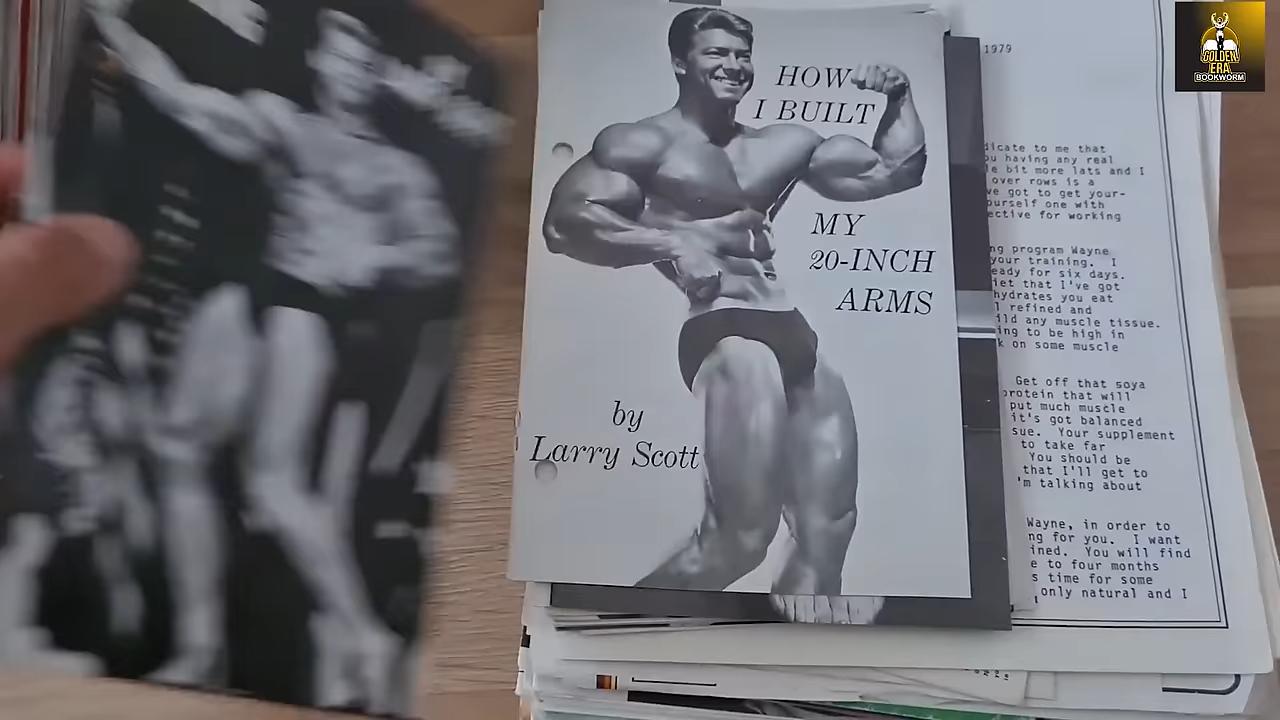 HOW
I BUILT
MY
20-INCH
ARMS
by
Larry Scott
1979
dicate to me that
ou having any real
le bit more lats and I
over rows is a
ve got to get your-
ourself one with
ective for working
ng program Wayne
your training. I
eady for six days.
iet that I've got
hydrates you eat
l refined and
ild any muscle tissue.
ing to be high in
k on some muscle
Get off that soya
protein that will
put much muscle
it's got balanced
sue. Your supplement
to take far
You should be
that I'll get to
'm talking about
Wayne, in order to
ng for you. I want
ined. You will find
e to four months
s time for some
only natural and I
GOLDEN
ERA
BOOKWORM